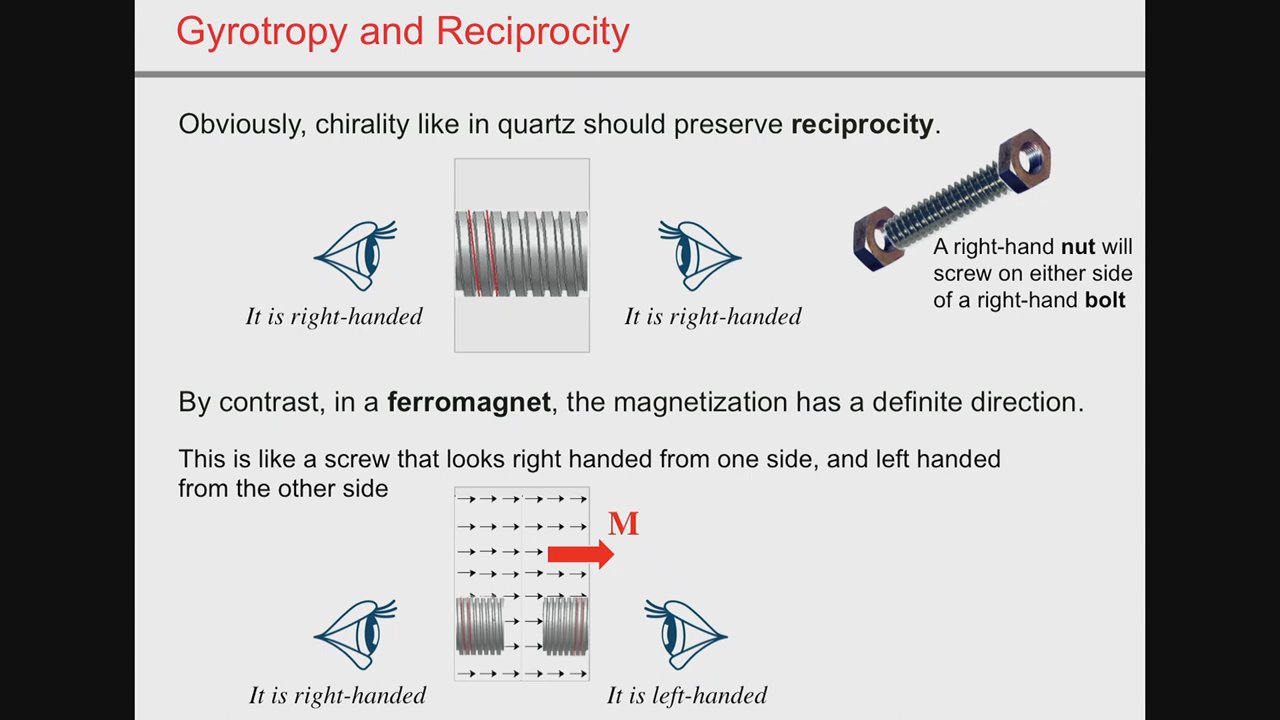 Gyrotropy and Reciprocity
Obviously, chirality like in quartz should preserve reciprocity.
A right-hand nut will
screw on either side
of a right-hand bolt
It is right-handed
It is right-handed
By contrast, in a ferromagnet, the magnetization has a definite direction.
This is like a screw that looks right handed from one side, and left handed
from the other side
M
It is right-handed
It is left-handed